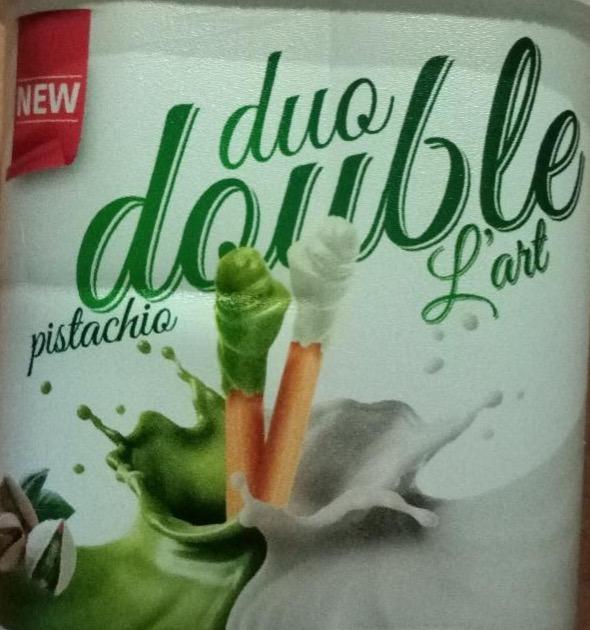 NEW
duo
double
L'art
pistachio